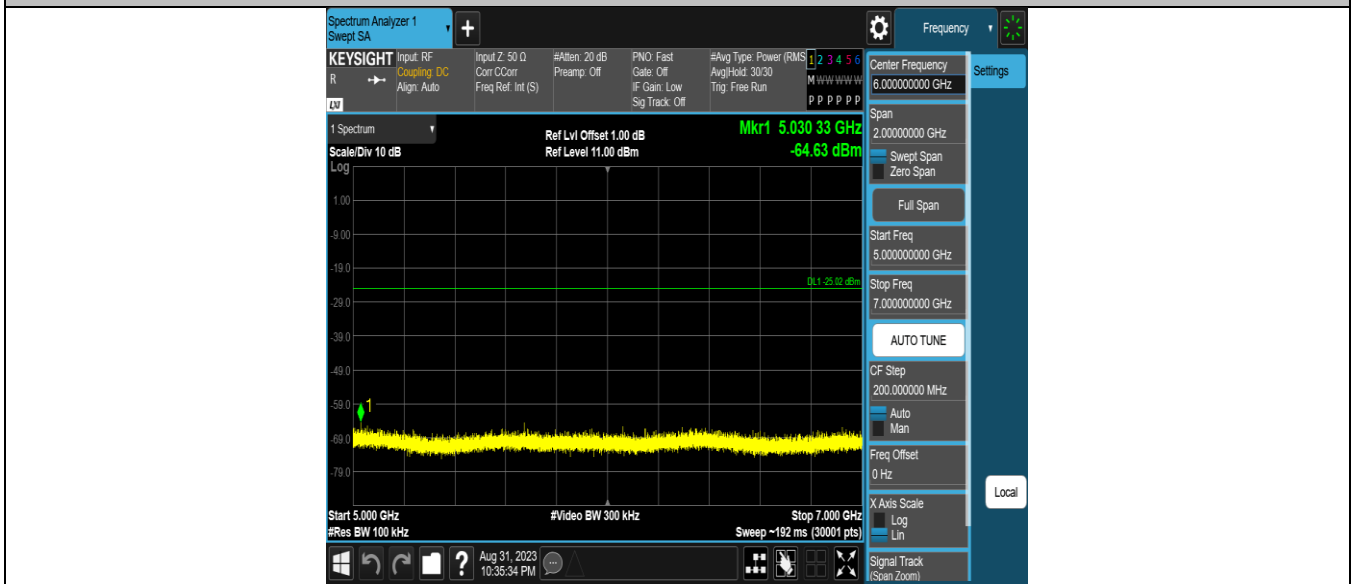 Spectrum Analyzer 1
Swept SA
+
Frequency
KEYSIGHT
R
LXI
Input: RF
Coupling: DC
Align: Auto
Input Z: 50 Ω
Corr CCorr
Freq Ref: Int (S)
#Atten: 20 dB
Preamp: Off
PNO: Fast
Gate: Off
IF Gain: Low
Sig Track: Off
#Avg Type: Power (RMS
Avg|Hold: 30/30
Trig: Free Run
1 2 3 4 5 6
M W W W W W
P P P P P P
Center Frequency
6.000000000 GHz
Settings
Span
2.00000000 GHz
Swept Span
Zero Span
Full Span
Start Freq
5.000000000 GHz
Stop Freq
7.000000000 GHz
AUTO TUNE
CF Step
200.000000 MHz
Auto
Man
Freq Offset
0 Hz
X Axis Scale
Log
Lin
Signal Track
(Span Zoom)
Local
1 Spectrum
Scale/Div 10 dB
Log
Ref Lvl Offset 1.00 dB
Ref Level 11.00 dBm
Mkr1 5.030 33 GHz
-64.63 dBm
1.00
-9.00
-19.0
DL1 -25.02 dBm
-29.0
-39.0
-49.0
-59.0
1
-69.0
-79.0
Start 5.000 GHz
#Video BW 300 kHz
Stop 7.000 GHz
#Res BW 100 kHz
Sweep ~192 ms (30001 pts)
?
Aug 31, 2023
10:35:34 PM